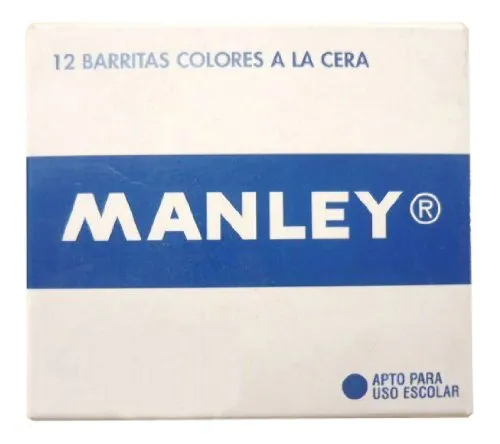 12 BARRITAS COLORES A LA CERA
MANLEY®
APTO PARA
USO ESCOLAR